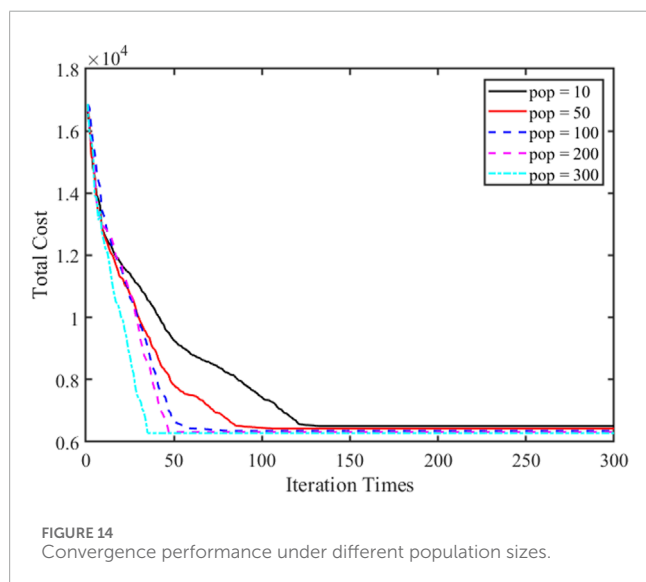 ×10⁴
1.8
1.6
1.4
1.2
1
0.8
0.6
0 50 100 150 200 250 300
Total Cost
Iteration Times
pop = 10
pop = 50
pop = 100
pop = 200
pop = 300
FIGURE 14
Convergence performance under different population sizes.